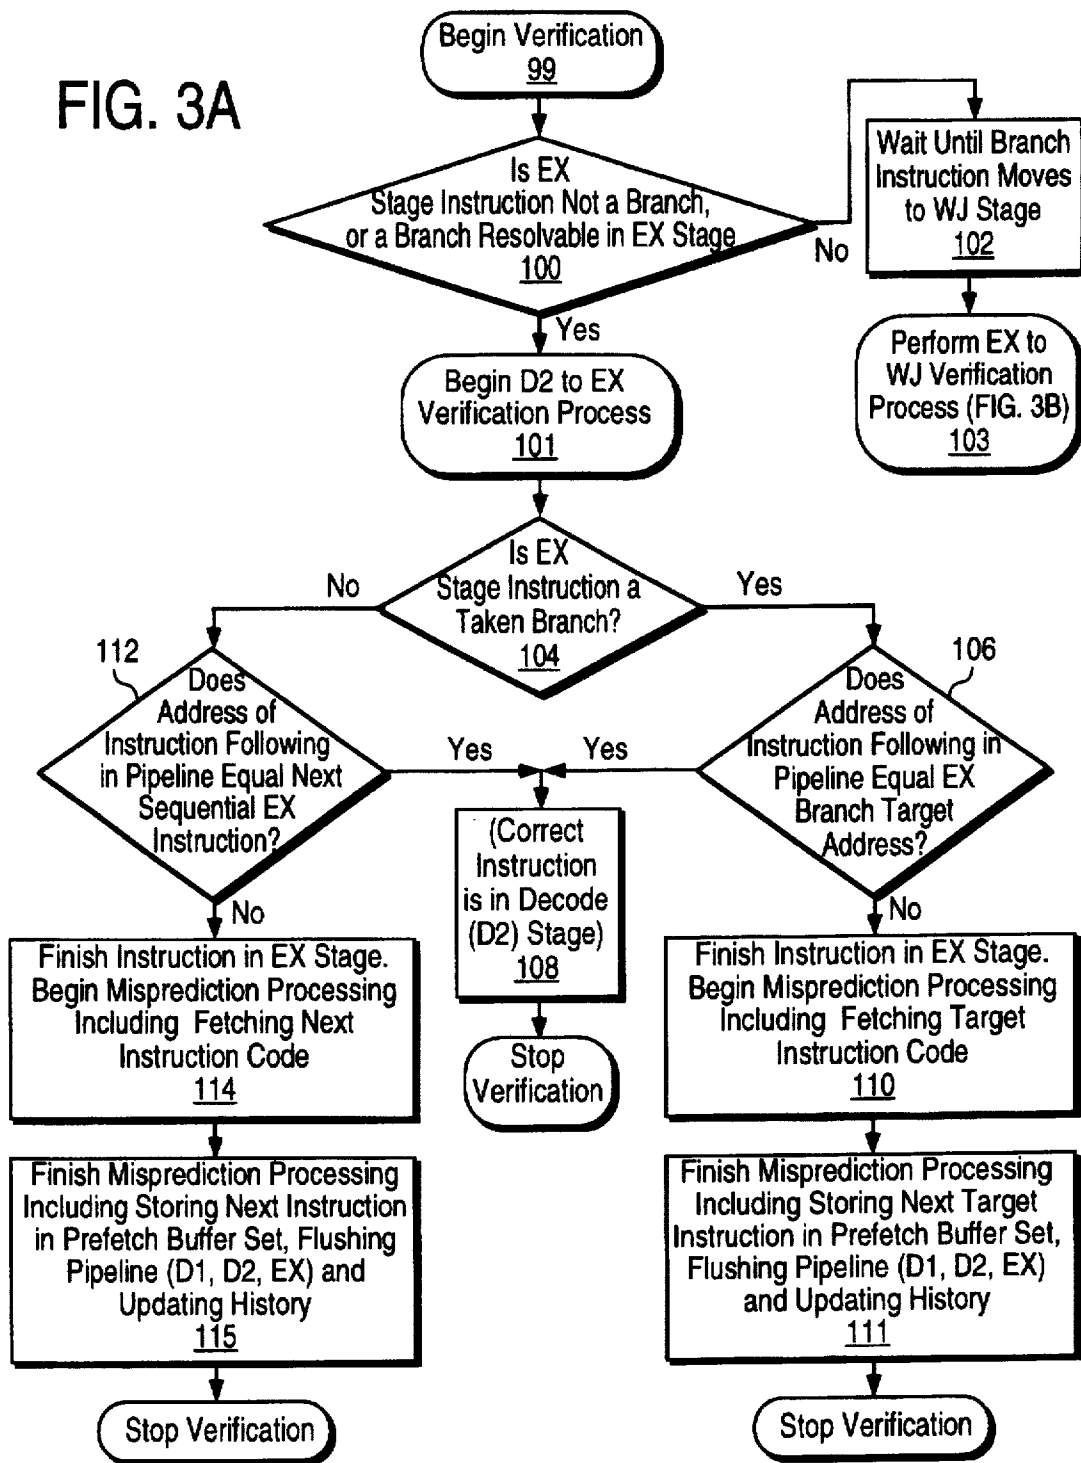 FIG. 3A
Begin Verification
99
Is EX
Stage Instruction Not a Branch,
or a Branch Resolvable in EX Stage
100
No
Wait Until Branch
Instruction Moves
to WJ Stage
102
Yes
Perform EX to
WJ Verification
Process (FIG. 3B)
103
Begin D2 to EX
Verification Process
101
Is EX
Stage Instruction a
Taken Branch?
104
No
Yes
112
Does
Address of
Instruction Following
in Pipeline Equal Next
Sequential EX
Instruction?
Yes
Yes
106
Does
Address of
Instruction Following in
Pipeline Equal EX
Branch Target
Address?
(Correct
Instruction
is in Decode
(D2) Stage)
108
Stop
Verification
No
Finish Instruction in EX Stage.
Begin Misprediction Processing
Including Fetching Next
Instruction Code
114
Finish Misprediction Processing
Including Storing Next Instruction
in Prefetch Buffer Set, Flushing
Pipeline (D1, D2, EX) and
Updating History
115
Stop Verification
No
Finish Instruction in EX Stage.
Begin Misprediction Processing
Including Fetching Target
Instruction Code
110
Finish Misprediction Processing
Including Storing Next Target
Instruction in Prefetch Buffer Set,
Flushing Pipeline (D1, D2, EX)
and Updating History
111
Stop Verification